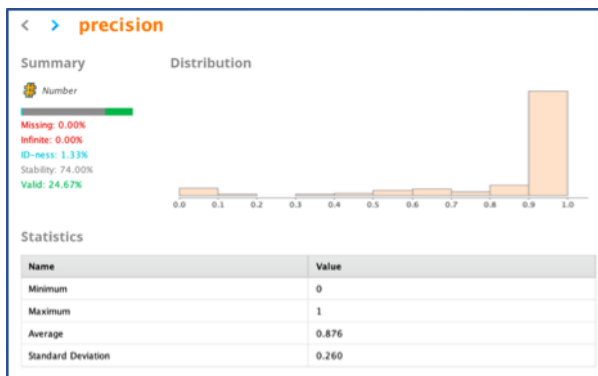 < > precision
Summary
Distribution
# Number
Missing: 0.00%
Infinite: 0.00%
ID-ness: 1.33%
Stability: 74.00%
Valid: 24.67%
0.0 0.1 0.2 0.3 0.4 0.5 0.6 0.7 0.8 0.9 1.0
Statistics
Name Value
Minimum 0
Maximum 1
Average 0.876
Standard Deviation 0.260